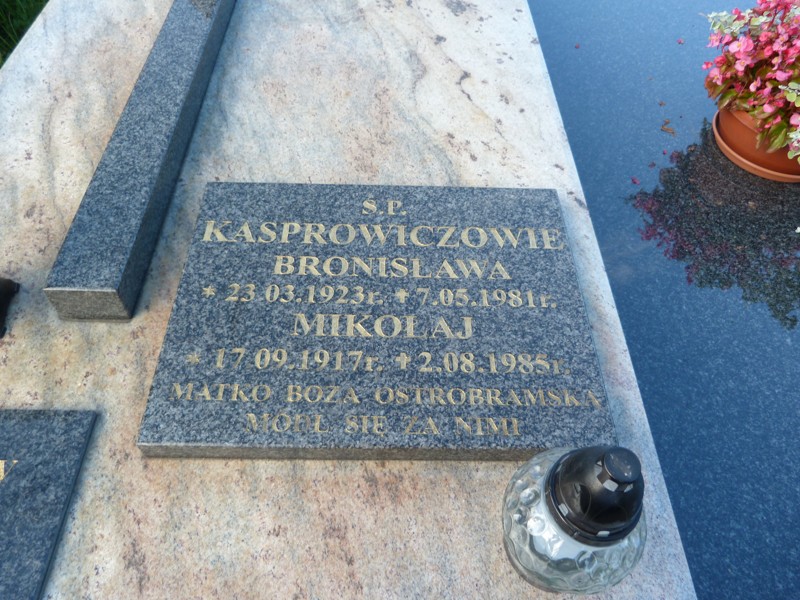 Ś.P.
KASPROWICZOWIE
BRONISŁAWA
* 23 03.1923r. ✝ 7.05.1981r.
MIKOŁAJ
* 17 09.1917r. ✝ 2.08.1985r.
MATKO BOŻA OSTROBRAMSKA
MÓDL SIĘ ZA NIMI